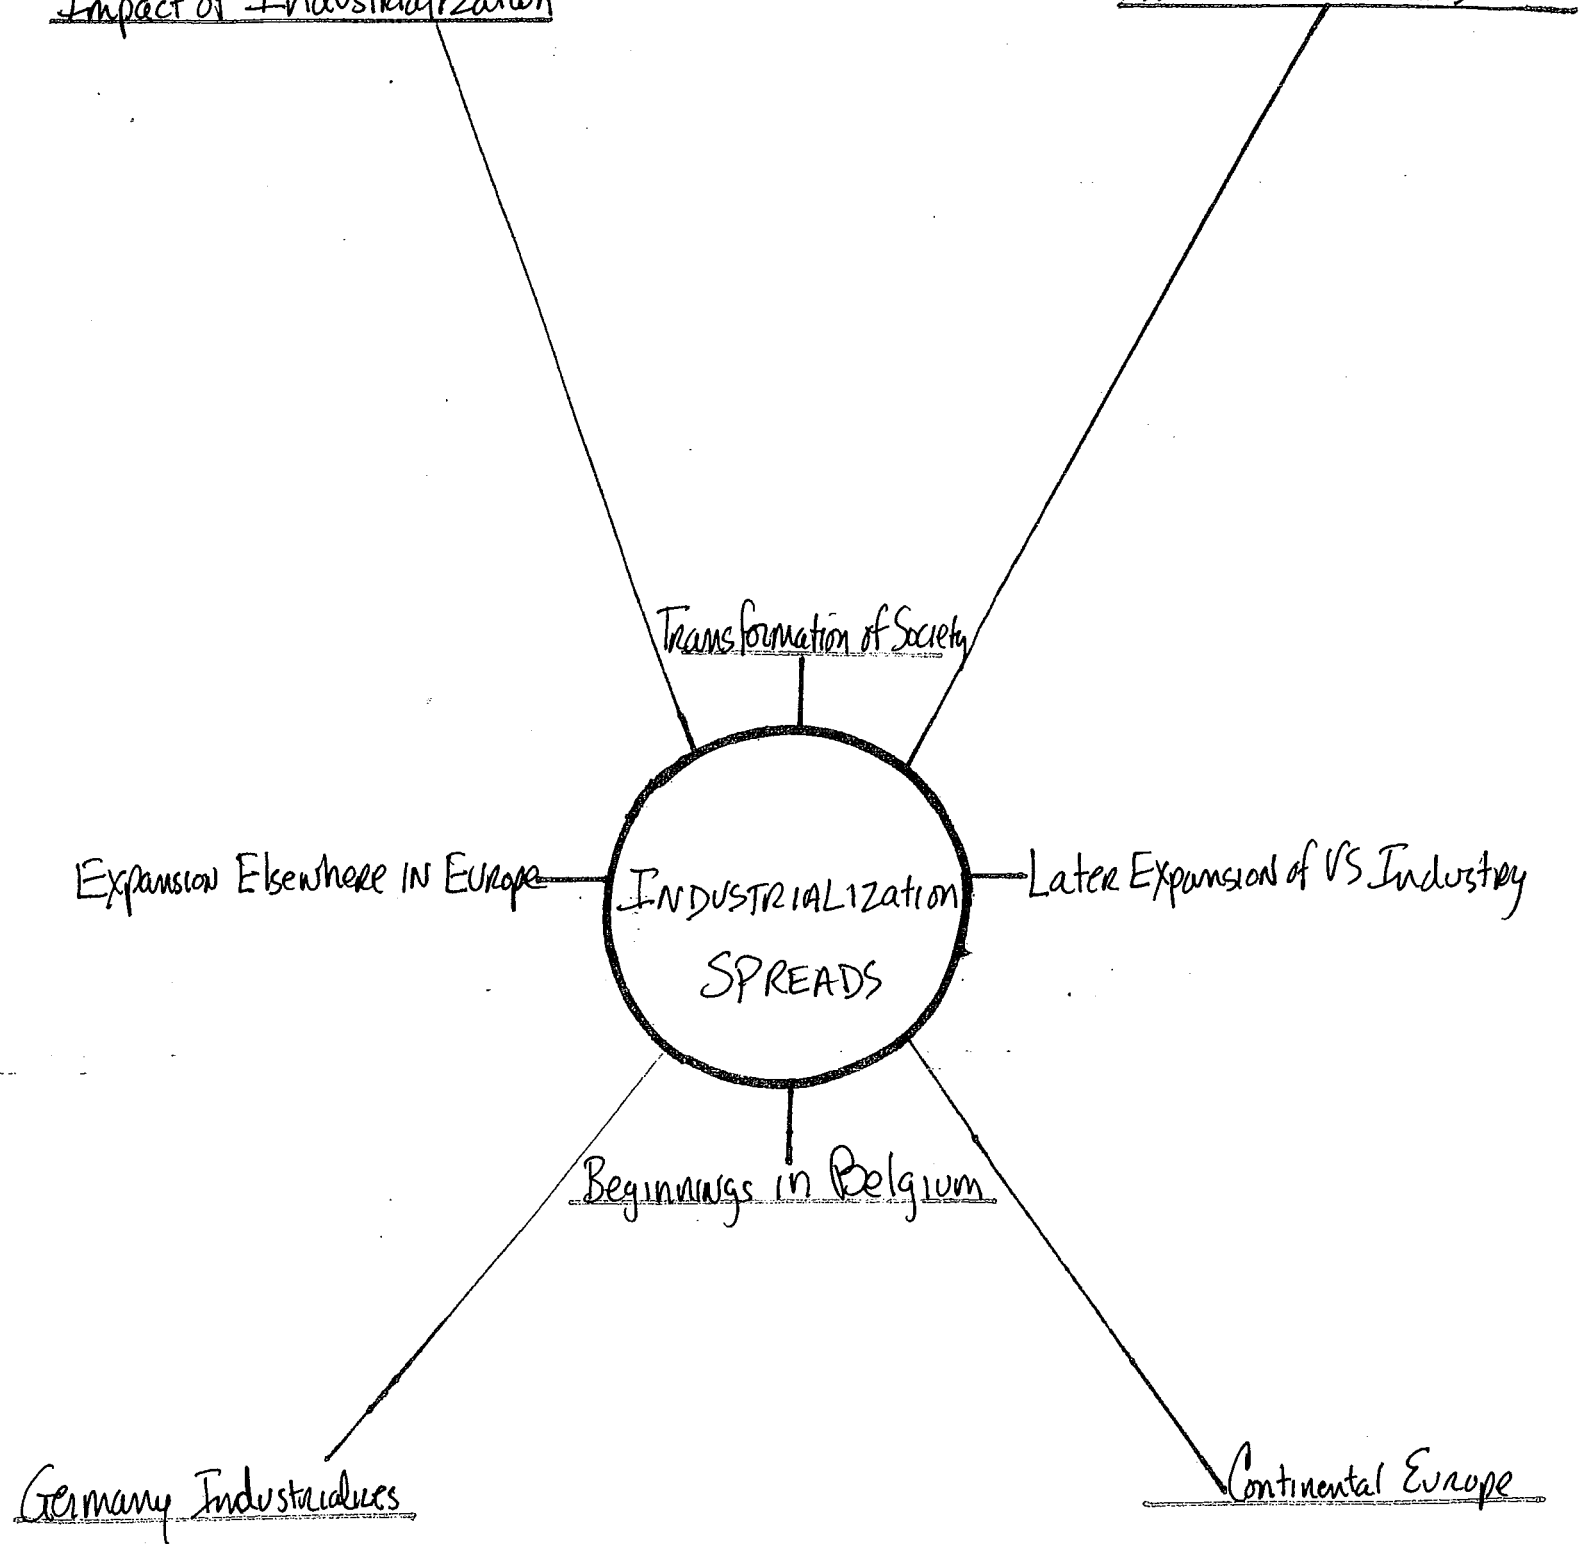 Impact of Industrialization
Transformation of Society
Expansion Elsewhere in Europe
Later Expansion of US Industry
INDUSTRIALIZation
SPREADS
Beginnings in Belgium
Germany Industrializes
Continental Europe